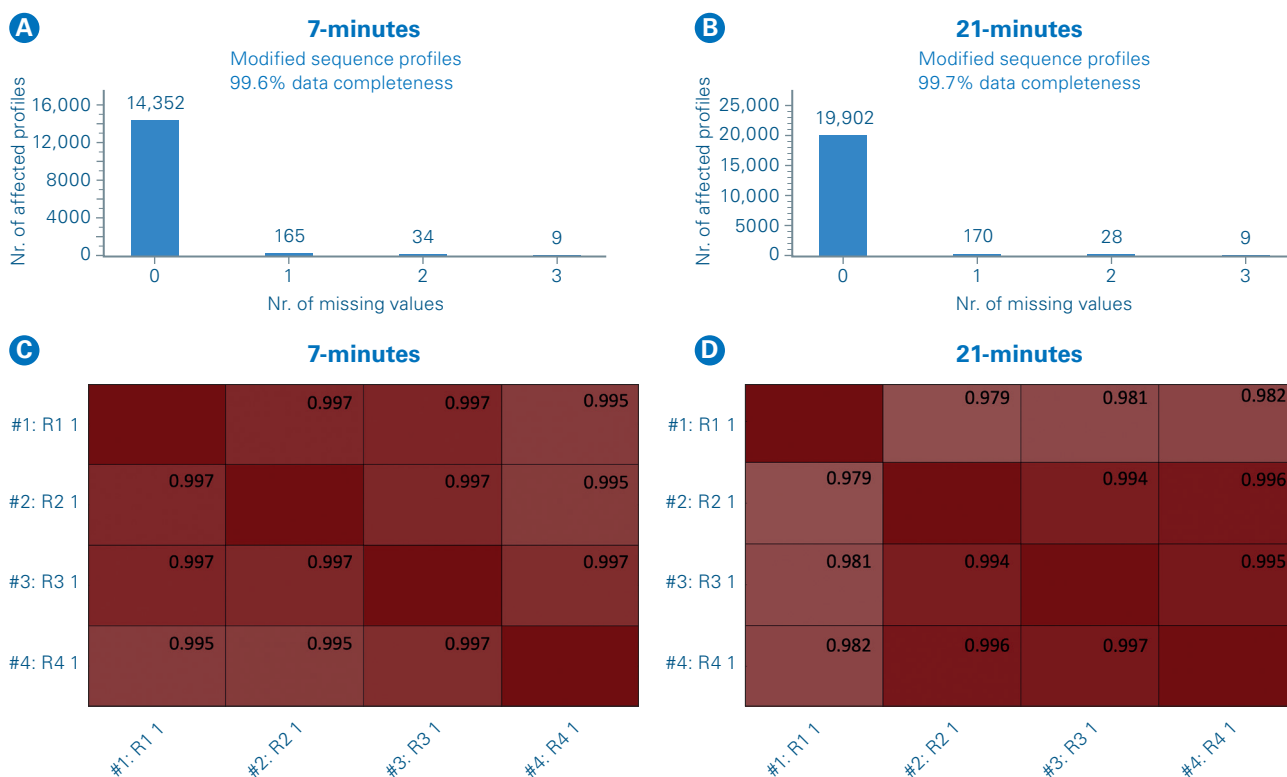 A
7-minutes
Modified sequence profiles
99.6% data completeness
Nr. of affected profiles
16,000
12,000
8000
4000
0
14,352
165
34
9
0 1 2 3
Nr. of missing values
B
21-minutes
Modified sequence profiles
99.7% data completeness
Nr. of affected profiles
25,000
20,000
15,000
10,000
5000
0
19,902
170
28
9
0 1 2 3
Nr. of missing values
C
7-minutes
#1: R1 1 0.997 0.997 0.995
#2: R2 1 0.997 0.997 0.995
#3: R3 1 0.997 0.997 0.997
#4: R4 1 0.995 0.995 0.997
#1: R1 1 #2: R2 1 #3: R3 1 #4: R4 1
D
21-minutes
#1: R1 1 0.979 0.981 0.982
#2: R2 1 0.979 0.994 0.996
#3: R3 1 0.981 0.994 0.995
#4: R4 1 0.982 0.996 0.997
#1: R1 1 #2: R2 1 #3: R3 1 #4: R4 1